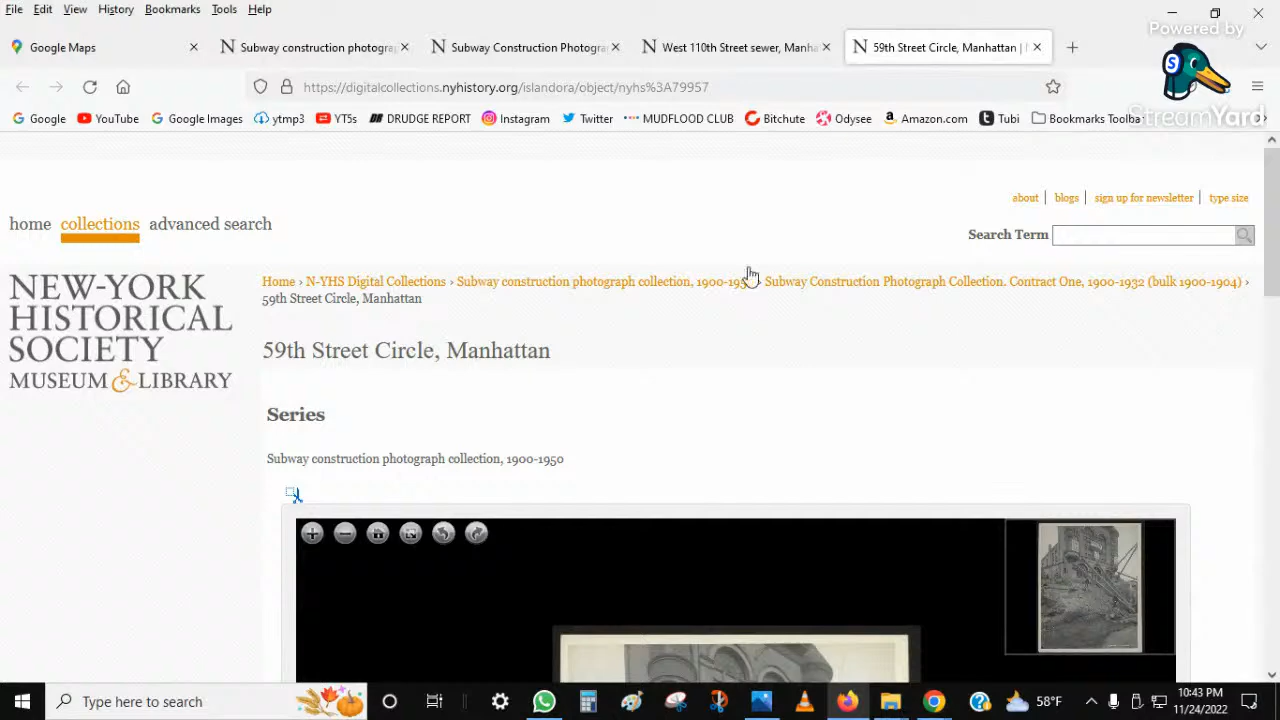 File Edit View History Bookmarks Tools Help
Google Maps
Subway construction photogra
Subway Construction Photogra
West 110th Street sewer, Manha
59th Street Circle, Manhattan |
Powered by
StreamYard
https://digitalcollections.nyhistory.org/islandora/object/nyhs%3A79957
Google YouTube Google Images ytmp3 YT5s DRUDGE REPORT Instagram Twitter MUDFLOOD CLUB Bitchute Odysee Amazon.com Tubi Bookmarks Toolbar
about blogs sign up for newsletter type size
home collections advanced search
Search Term
NEW-YORK
HISTORICAL
SOCIETY
MUSEUM & LIBRARY
Home › N-YHS Digital Collections › Subway construction photograph collection, 1900-195 Subway Construction Photograph Collection. Contract One, 1900-1932 (bulk 1900-1904) ›
59th Street Circle, Manhattan
59th Street Circle, Manhattan
Series
Subway construction photograph collection, 1900-1950
Type here to search
58°F
10:43 PM
11/24/2022